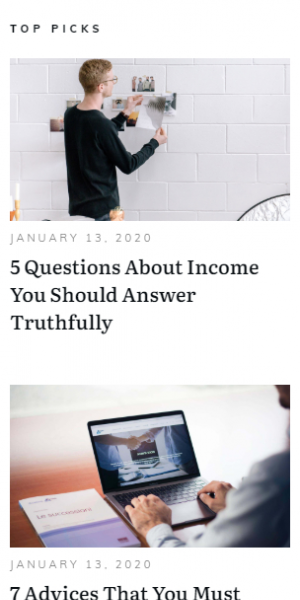 TOP PICKS
JANUARY 13, 2020
5 Questions About Income
You Should Answer
Truthfully
JANUARY 13, 2020
7 Advices That You Must